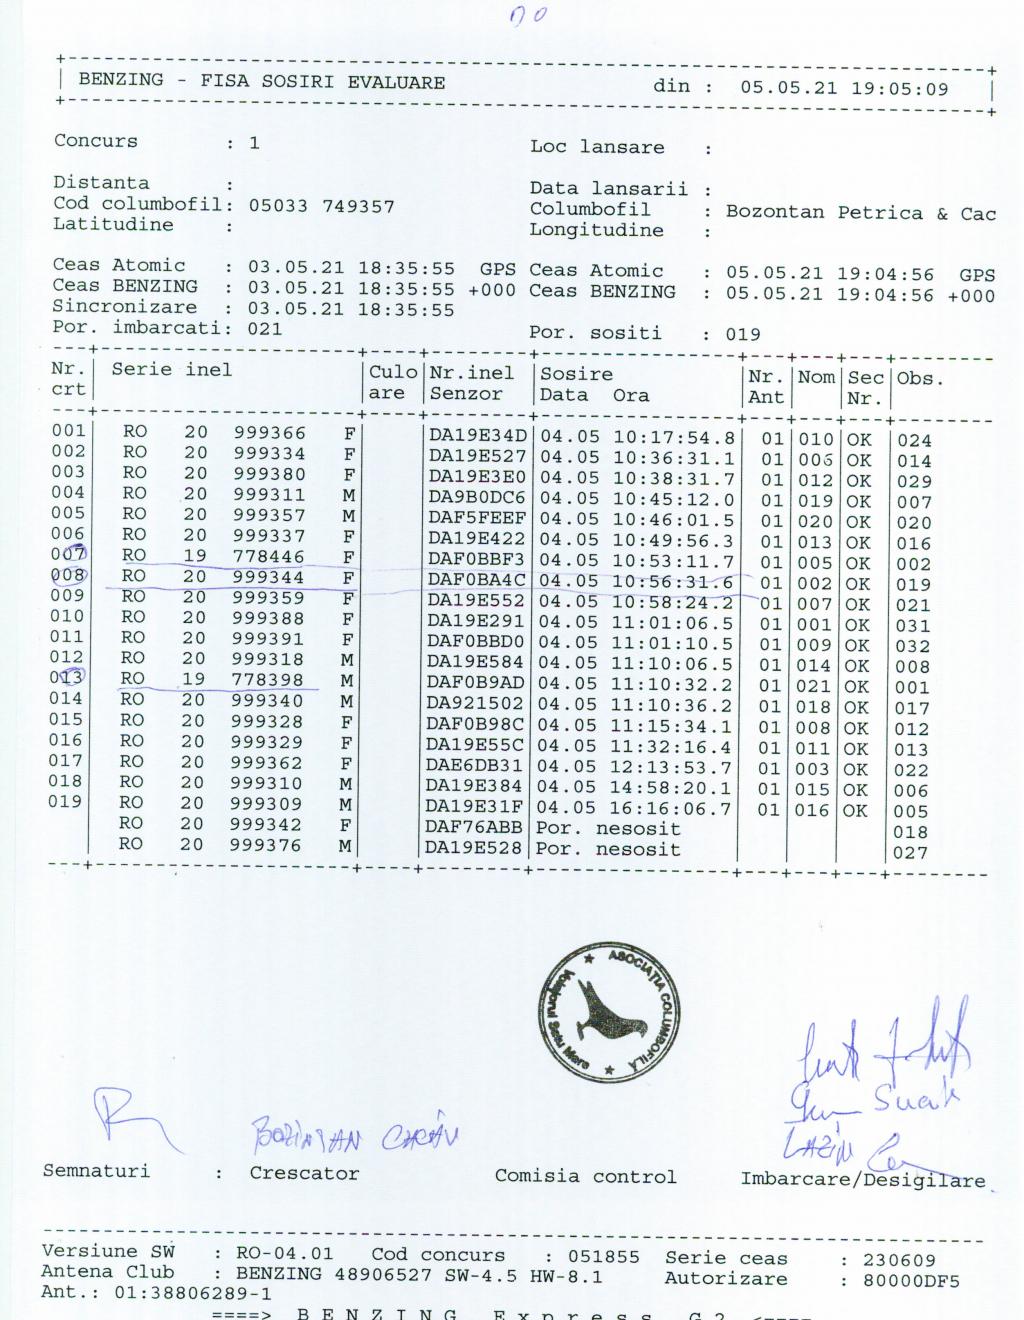 BENZING - FISA SOSIRI EVALUARE din : 05.05.21 19:05:09
Concurs : 1 Loc lansare :
Distanta : Data lansarii :
Cod columbofil: 05033 749357 Columbofil : Bozontan Petrica & Cac
Latitudine : Longitudine :
Ceas Atomic : 03.05.21 18:35:55 GPS Ceas Atomic : 05.05.21 19:04:56 GPS
Ceas BENZING : 03.05.21 18:35:55 +000 Ceas BENZING : 05.05.21 19:04:56 +000
Sincronizare : 03.05.21 18:35:55
Por. imbarcati: 021 Por. sositi : 019
Nr. Serie inel Culo Nr.inel Sosire Nr. Nom Sec Obs.
crt are Senzor Data Ora Ant Nr.
001 RO 20 999366 F DA19E34D 04.05 10:17:54.8 01 010 OK 024
002 RO 20 999334 F DA19E527 04.05 10:36:31.1 01 006 OK 014
003 RO 20 999380 F DA19E3E0 04.05 10:38:31.7 01 012 OK 029
004 RO 20 999311 M DA9B0DC6 04.05 10:45:12.0 01 019 OK 007
005 RO 20 999357 M DAF5FEEF 04.05 10:46:01.5 01 020 OK 020
006 RO 20 999337 F DA19E422 04.05 10:49:56.3 01 013 OK 016
007 RO 19 778446 F DAF0BBF3 04.05 10:53:11.7 01 005 OK 002
008 RO 20 999344 F DAF0BA4C 04.05 10:56:31.6 01 002 OK 019
009 RO 20 999359 F DA19E552 04.05 10:58:24.2 01 007 OK 021
010 RO 20 999388 F DA19E291 04.05 11:01:06.5 01 001 OK 031
011 RO 20 999391 F DAF0BBD0 04.05 11:01:10.5 01 009 OK 032
012 RO 20 999318 M DA19E584 04.05 11:10:06.5 01 014 OK 008
013 RO 19 778398 M DAF0B9AD 04.05 11:10:32.2 01 021 OK 001
014 RO 20 999340 M DA921502 04.05 11:10:36.2 01 018 OK 017
015 RO 20 999328 F DAF0B98C 04.05 11:15:34.1 01 008 OK 012
016 RO 20 999329 F DA19E55C 04.05 11:32:16.4 01 011 OK 013
017 RO 20 999362 F DAE6DB31 04.05 12:13:53.7 01 003 OK 022
018 RO 20 999310 M DA19E384 04.05 14:58:20.1 01 015 OK 006
019 RO 20 999309 M DA19E31F 04.05 16:16:06.7 01 016 OK 005
RO 20 999342 F DAF76ABB Por. nesosit 018
RO 20 999376 M DA19E528 Por. nesosit 027
ASOCIAȚIA COLUMBOFILĂ
Satu Mare
LAZIN
Semnaturi : Crescator Comisia control Imbarcare/Desigilare
Versiune SW : RO-04.01 Cod concurs : 051855 Serie ceas : 230609
Antena Club : BENZING 48906527 SW-4.5 HW-8.1 Autorizare : 80000DF5
Ant.: 01:38806289-1
====> B E N Z I N G E x p r e s s G 2 <====